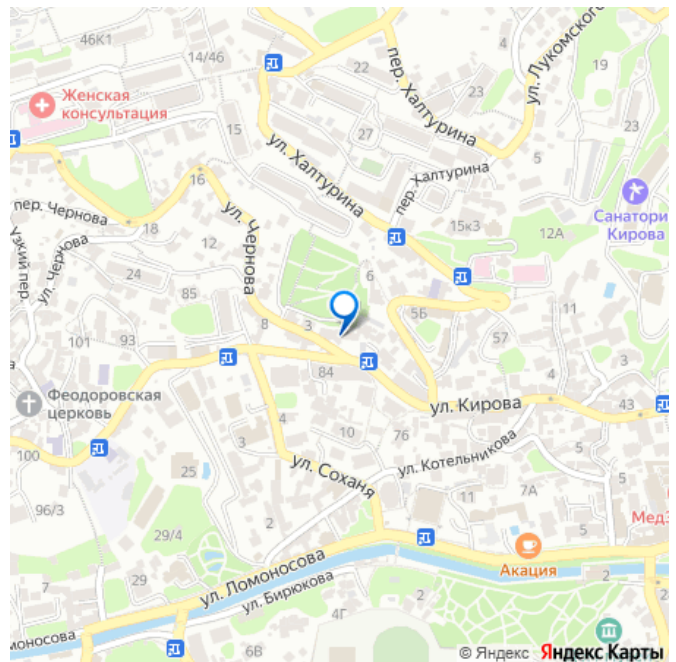 46К1
14/46
22
19
ул. Лукомского
пер. Халтурина
Женская
консультация
23
15
27
23
5
ул. Халтурина
пер. Халтурина
16
ул. Чернова
Санатори
Кирова
пер. Чернова
18
12
15к3
12А
Узкий пер.
ул. Чернова
24
6
85
5Б
11
101
93
8
3
57
84
4
Феодоровская
церковь
ул. Кирова
43
4
76
10
ул. Котельникова
5
100
3
5
ул. Соханя
25
11
7А
5
96/3
Мед
29/4
2
Акация
29
ул. Ломоносова
2
ул. Бирюкова
4Г
моносова
6В
© Яндекс Яндекс Карты